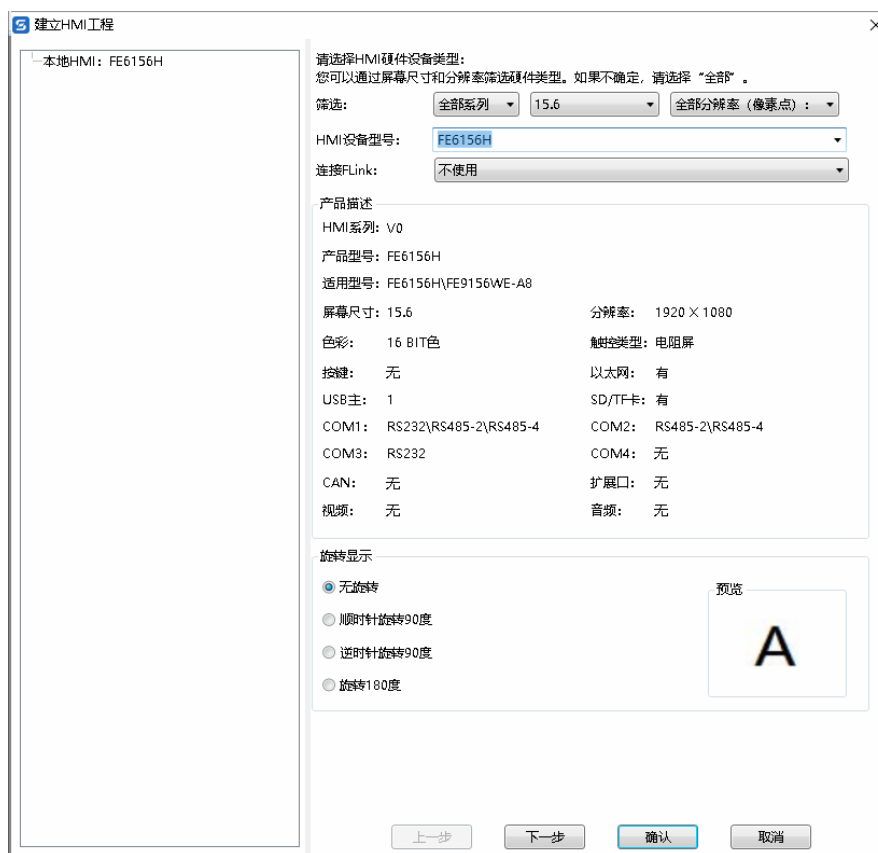 建立HMI工程
本地HMI：FE6156H
请选择HMI硬件设备类型：
您可以通过屏幕尺寸和分辨率筛选硬件类型。如果不确定，请选择“全部”。
筛选： 全部系列 15.6 全部分辨率（像素点）：
HMI设备型号： FE6156H
连接FLink： 不使用
产品描述
HMI系列：V0
产品型号：FE6156H
适用型号：FE6156H\FE9156WE-A8
屏幕尺寸：15.6 分辨率： 1920×1080
色彩： 16 BIT色 触控类型：电阻屏
按键： 无 以太网： 有
USB主： 1 SD/TF卡：有
COM1： RS232\RS485-2\RS485-4 COM2： RS485-2\RS485-4
COM3： RS232 COM4： 无
CAN： 无 扩展口： 无
视频： 无 音频： 无
旋转显示
无旋转
顺时针旋转90度
逆时针旋转90度
旋转180度
预览
A
上一步 下一步 确认 取消